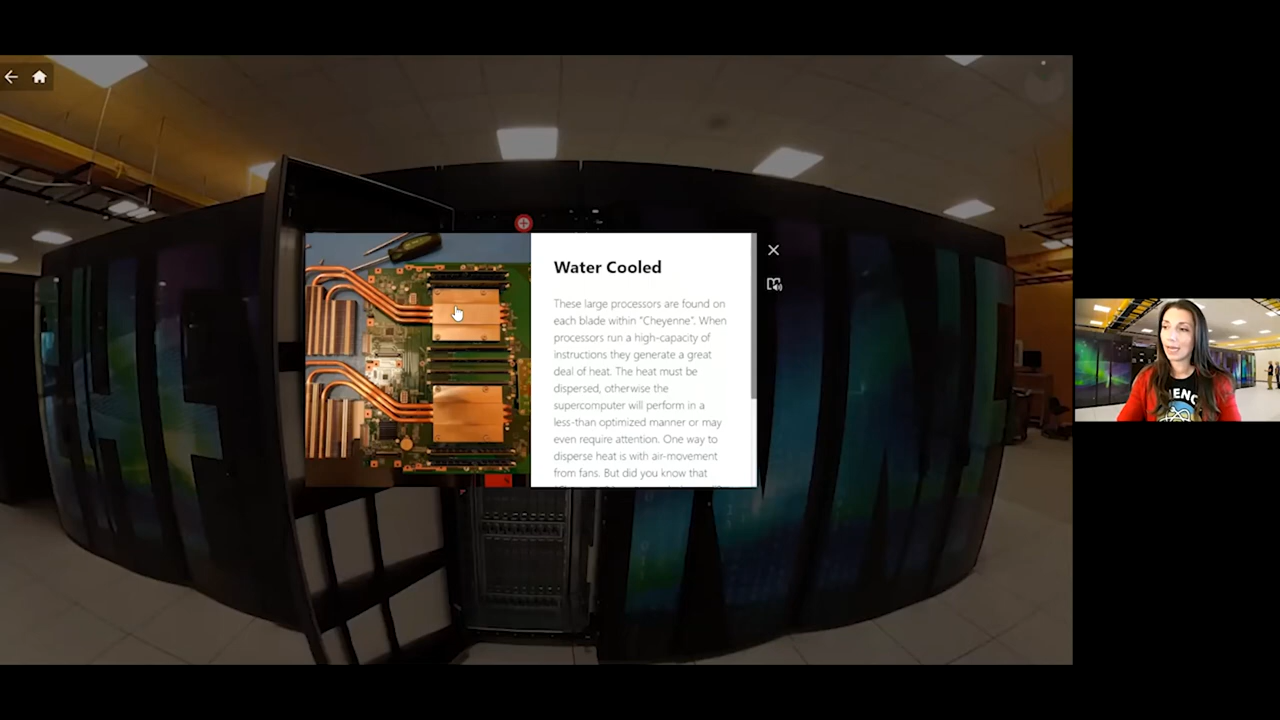 Water Cooled
These large processors are found on
each blade within "Cheyenne". When
processors run a high-capacity of
instructions they generate a great
deal of heat. The heat must be
dispersed, otherwise the
supercomputer will perform in a
less-than optimized manner or may
even require attention. One way to
disperse heat is with air-movement
from fans. But did you know that